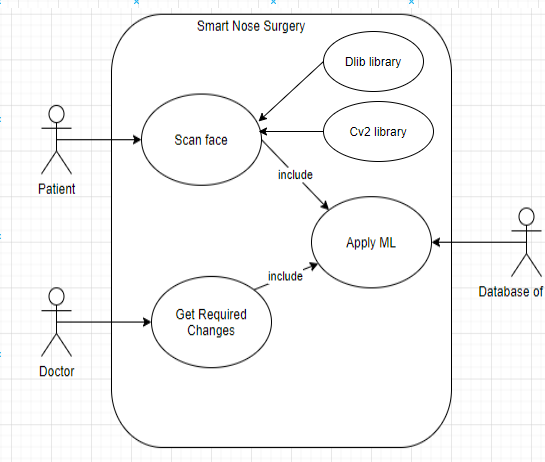 Smart Nose Surgery
Dlib library
Cv2 library
Scan face
Patient
include
Apply ML
Database of
include
Get Required
Changes
Doctor